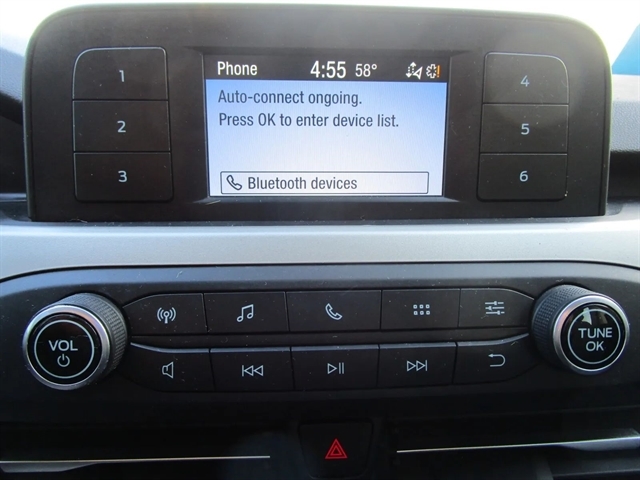 Phone 4:55 58°
Auto-connect ongoing.
Press OK to enter device list.
Bluetooth devices
1
2
3
4
5
6
VOL
TUNE
OK